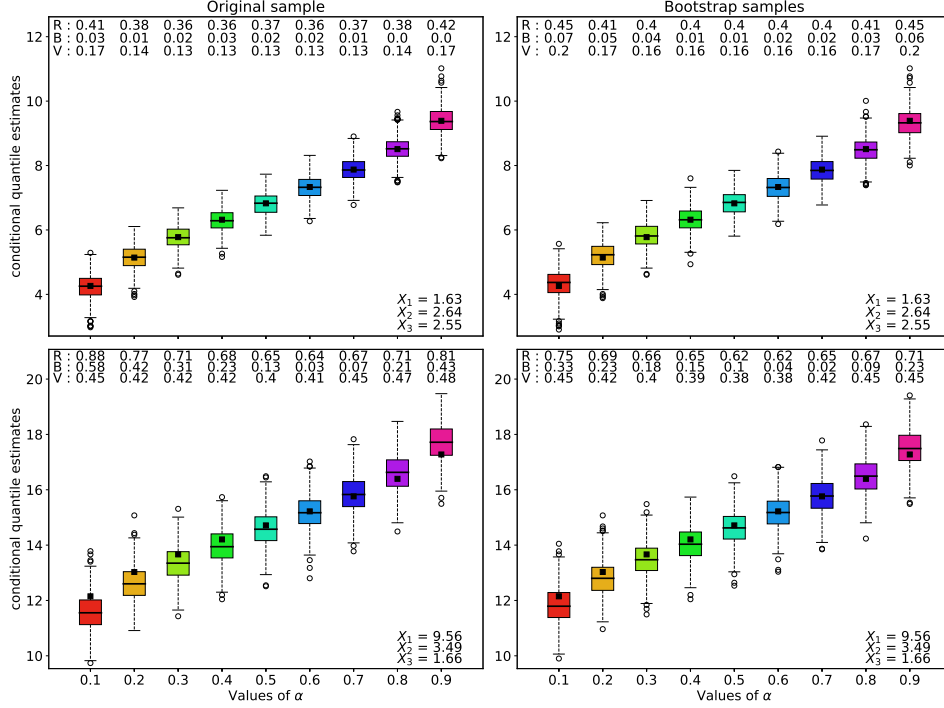 Original sample
R : 0.41 0.38 0.36 0.36 0.37 0.36 0.37 0.38 0.42
B : 0.03 0.01 0.02 0.03 0.03 0.02 0.01 0.0 0.0
V : 0.17 0.14 0.13 0.13 0.13 0.13 0.13 0.14 0.17
12
10
8
6
4
conditional quantile estimates
X1 = 1.63
X2 = 2.64
X3 = 2.55
Bootstrap samples
R : 0.45 0.41 0.4 0.4 0.4 0.4 0.4 0.41 0.45
B : 0.07 0.05 0.04 0.01 0.01 0.02 0.02 0.03 0.06
V : 0.2 0.17 0.16 0.16 0.16 0.16 0.16 0.17 0.2
12
10
8
6
4
X1 = 1.63
X2 = 2.64
X3 = 2.55
R : 0.88 0.77 0.71 0.68 0.65 0.64 0.67 0.71 0.81
B : 0.58 0.42 0.31 0.23 0.13 0.03 0.07 0.21 0.43
V : 0.45 0.42 0.42 0.42 0.4 0.41 0.45 0.47 0.48
20
18
16
14
12
10
conditional quantile estimates
X1 = 9.56
X2 = 3.49
X3 = 1.66
0.1 0.2 0.3 0.4 0.5 0.6 0.7 0.8 0.9
Values of α
R : 0.75 0.69 0.66 0.65 0.62 0.62 0.65 0.67 0.71
B : 0.33 0.23 0.18 0.15 0.1 0.04 0.02 0.09 0.23
V : 0.45 0.42 0.4 0.39 0.38 0.38 0.42 0.45 0.45
20
18
16
14
12
10
X1 = 9.56
X2 = 3.49
X3 = 1.66
0.1 0.2 0.3 0.4 0.5 0.6 0.7 0.8 0.9
Values of α